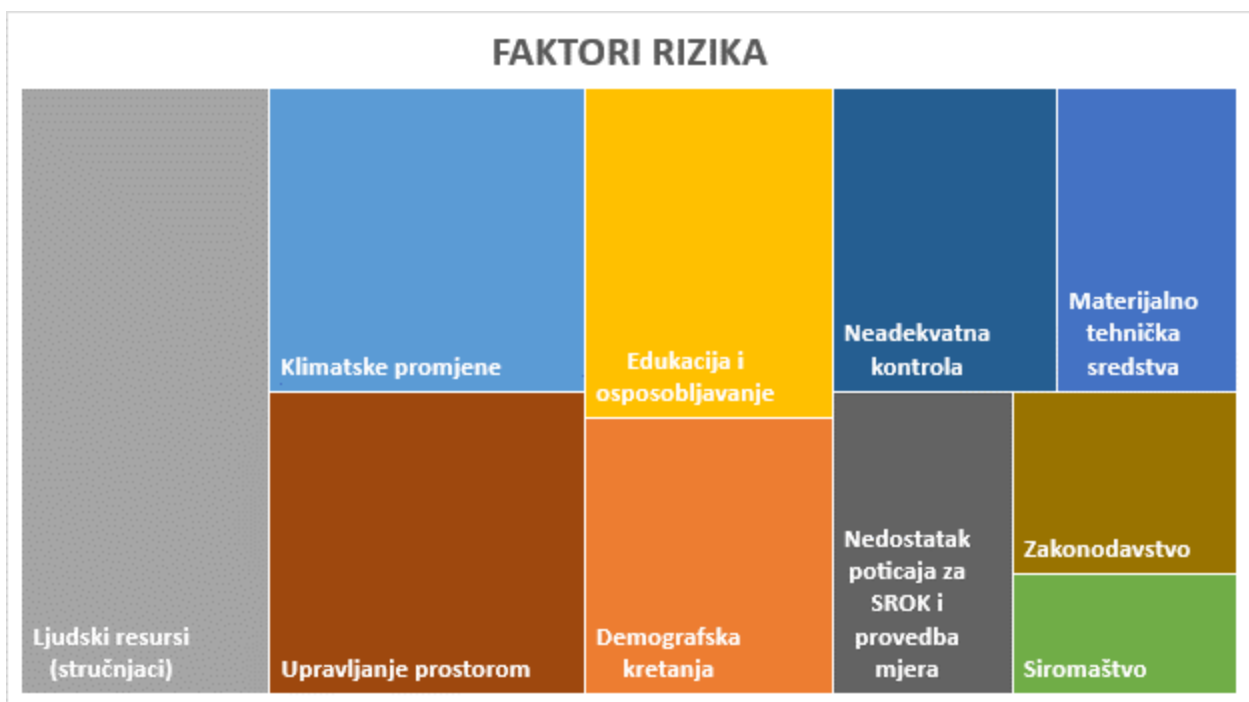 FAKTORI RIZIKA
Ljudski resursi
(stručnjaci)
Klimatske promjene
Upravljanje prostorom
Edukacija i
osposobljavanje
Demografska
kretanja
Neadekvatna
kontrola
Materijalno
tehnička
sredstva
Nedostatak
poticaja za
SROK i
provedba
mjera
Zakonodavstvo
Siromaštvo